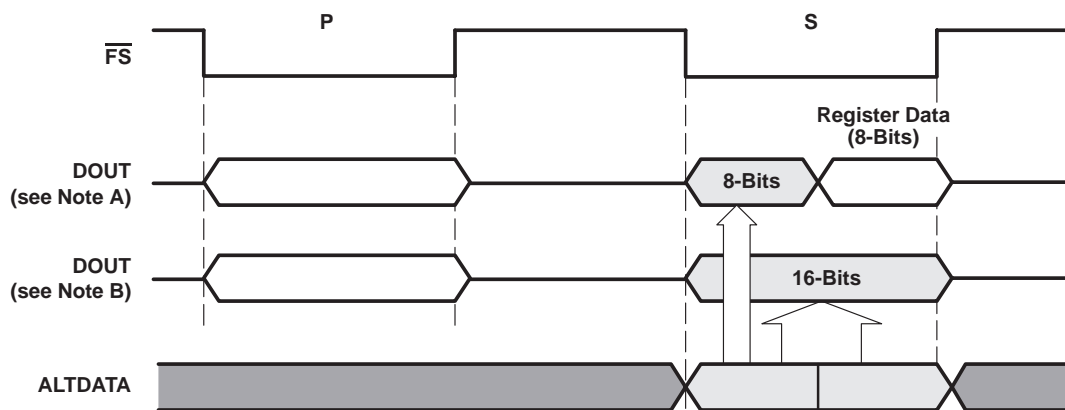 P
S
FS
Register Data
(8-Bits)
DOUT
(see Note A)
8-Bits
DOUT
(see Note B)
16-Bits
ALTDATA